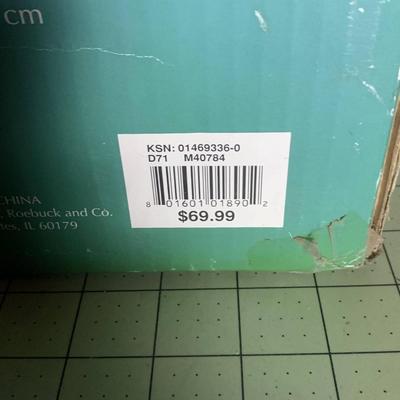 cm
KSN: 01469336-0
D71 M40784
8 01601 01890 2
$69.99
CHINA
Roebuck and Co.
IL 60179